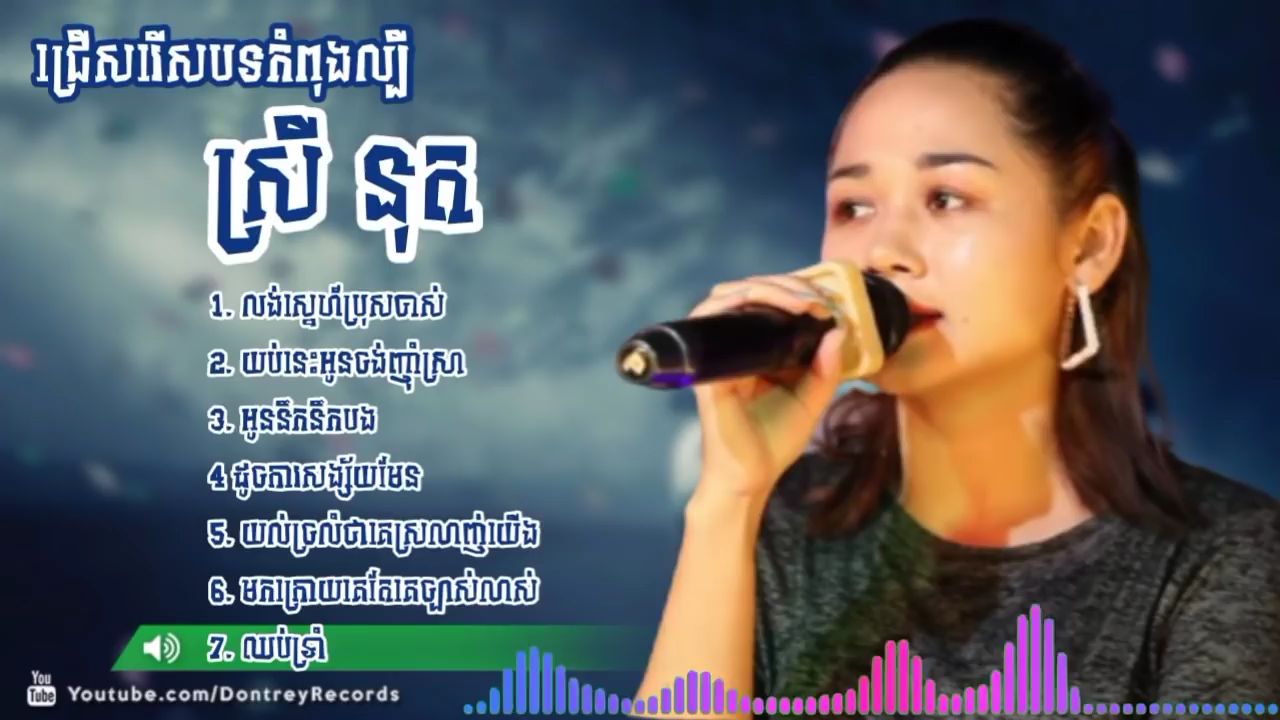 ជ្រើសរើសបទកំពុងល្បី
ស្រី នុត
1. លង់ស្នេហ៍ប្រុសចាស់
2. យប់នេះអូនចង់ញ៉ាំស្រា
3. អូននឹកនឹកបង
4 ដូចការសង្ស័យមែន
5. យល់ច្រលំថាគេស្រលាញ់យើង
6. មកក្រោយគេតែគេច្បាស់លាស់
7. ឈប់ទ្រាំ
You Tube Youtube.com/DontreyRecords